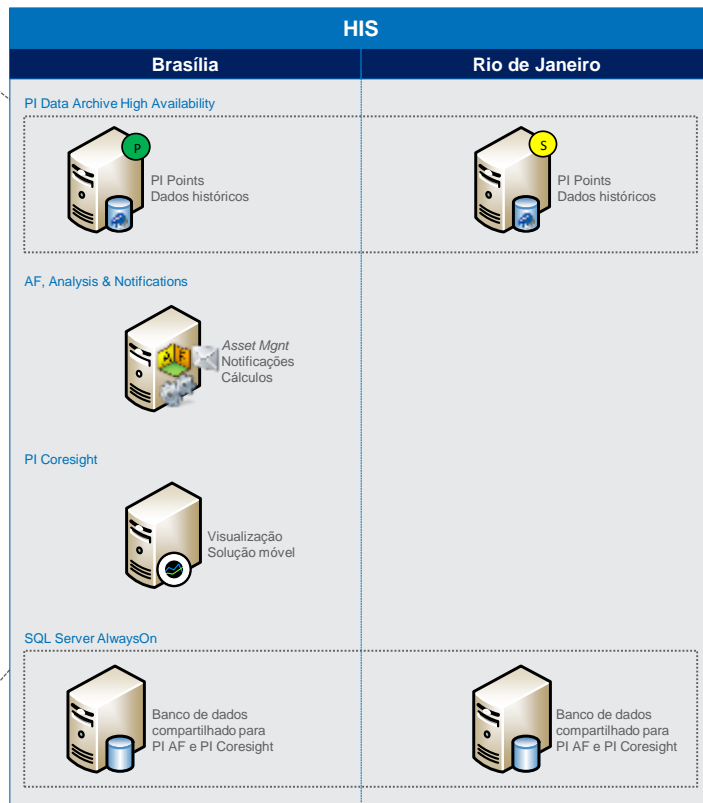 HIS
Brasília
Rio de Janeiro
PI Data Archive High Availability
P
PI Points
Dados históricos
S
PI Points
Dados históricos
AF, Analysis & Notifications
A F
Asset Mgnt
Notificações
Cálculos
PI Coresight
Visualização
Solução móvel
SQL Server AlwaysOn
Banco de dados
compartilhado para
PI AF e PI Coresight
Banco de dados
compartilhado para
PI AF e PI Coresight